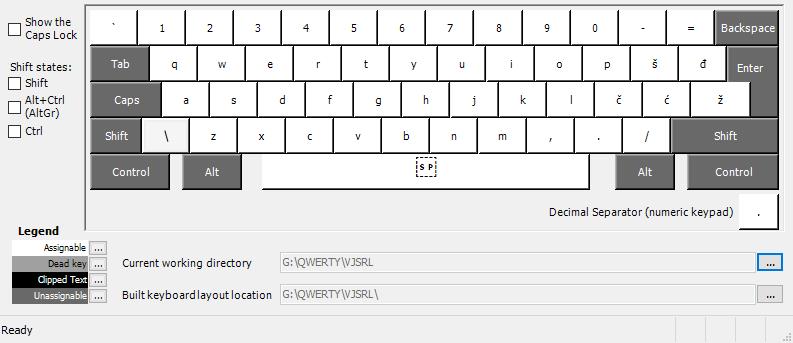 Show the
Caps Lock
Shift states:
Shift
Alt+Ctrl
(AltGr)
Ctrl
` 1 2 3 4 5 6 7 8 9 0 - = Backspace
Tab q w e r t y u i o p š đ Enter
Caps a s d f g h j k l č ć ž
Shift \ z x c v b n m , . / Shift
Control Alt SP Alt Control
Decimal Separator (numeric keypad) .
Legend
Assignable ...
Dead key ...
Clipped Text ...
Unassignable ...
Current working directory G:\QWERTY\VJSRL ...
Built keyboard layout location G:\QWERTY\VJSRL\ ...
Ready